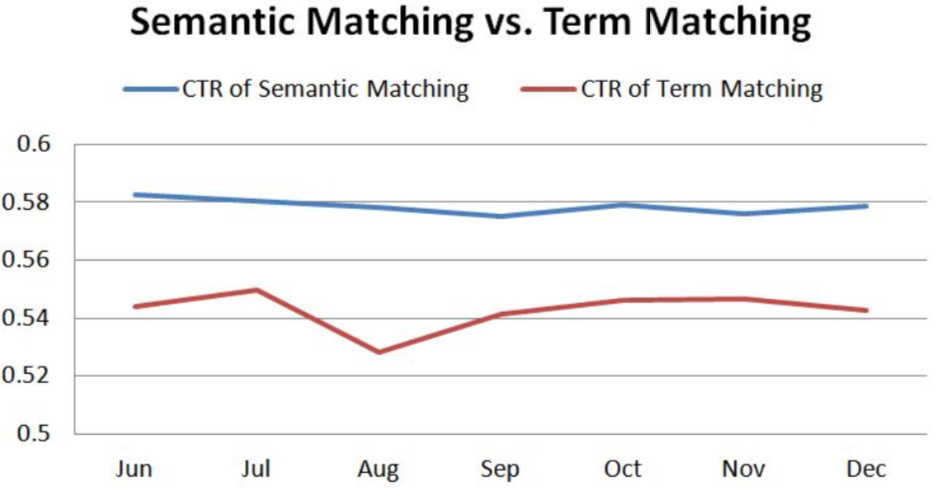 Semantic Matching vs. Term Matching
CTR of Semantic Matching CTR of Term Matching
0.6
0.58
0.56
0.54
0.52
0.5
Jun Jul Aug Sep Oct Nov Dec